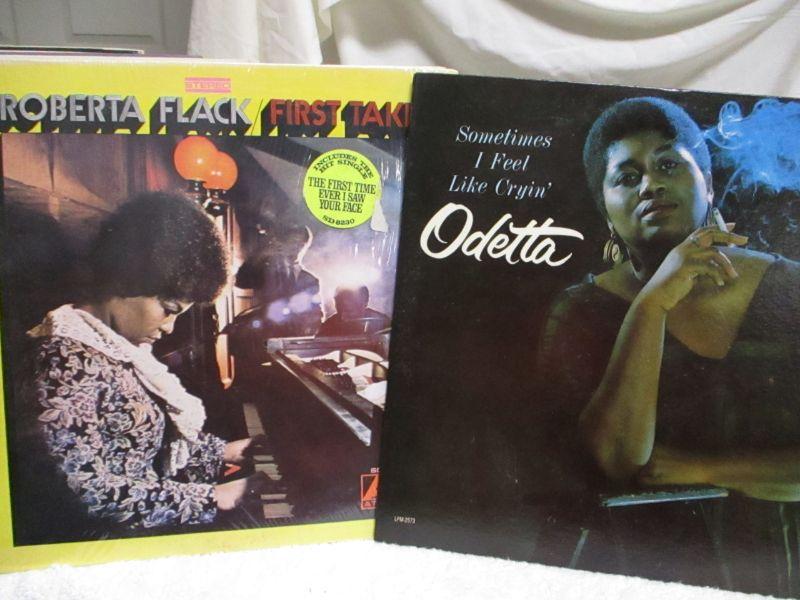 STEREO
ROBERTA FLACK/FIRST TAK
INCLUDES THE
HIT SINGLE
THE FIRST TIME
EVER I SAW
YOUR FACE
SD 8230
Sometimes
I Feel
Like Cryin'
Odetta
LPM-2573